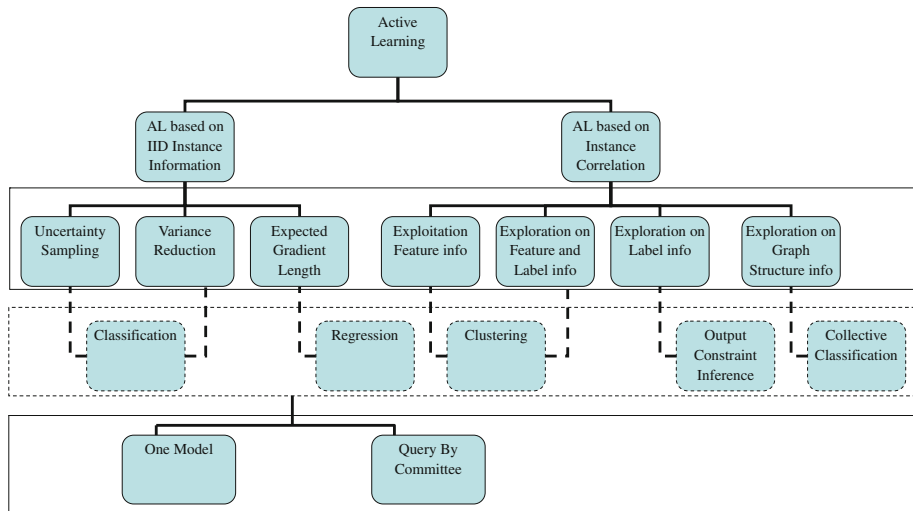 Active
Learning
AL based on
IID Instance
Information
AL based on
Instance
Correlation
Uncertainty
Sampling
Variance
Reduction
Expected
Gradient
Length
Exploitation
Feature info
Exploration on
Feature and
Label info
Exploration on
Label info
Exploration on
Graph
Structure info
Classification
Regression
Clustering
Output
Constraint
Inference
Collective
Classification
One Model
Query By
Committee